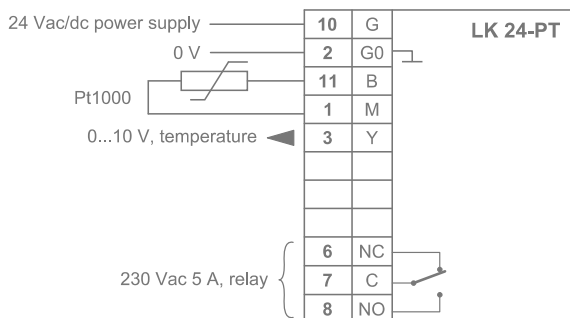 24 Vac/dc power supply 10 G LK 24-PT
0 V 2 G0
11 B
Pt1000
1 M
0...10 V, temperature 3 Y
6 NC
230 Vac 5 A, relay 7 C
8 NO